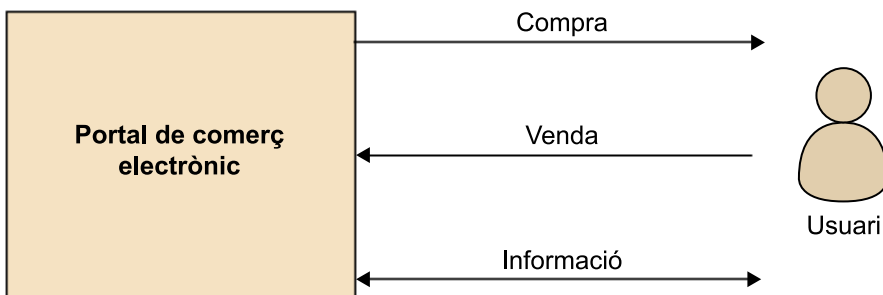 Compra
Portal de comerç
electrònic
Venda
Usuari
Informació